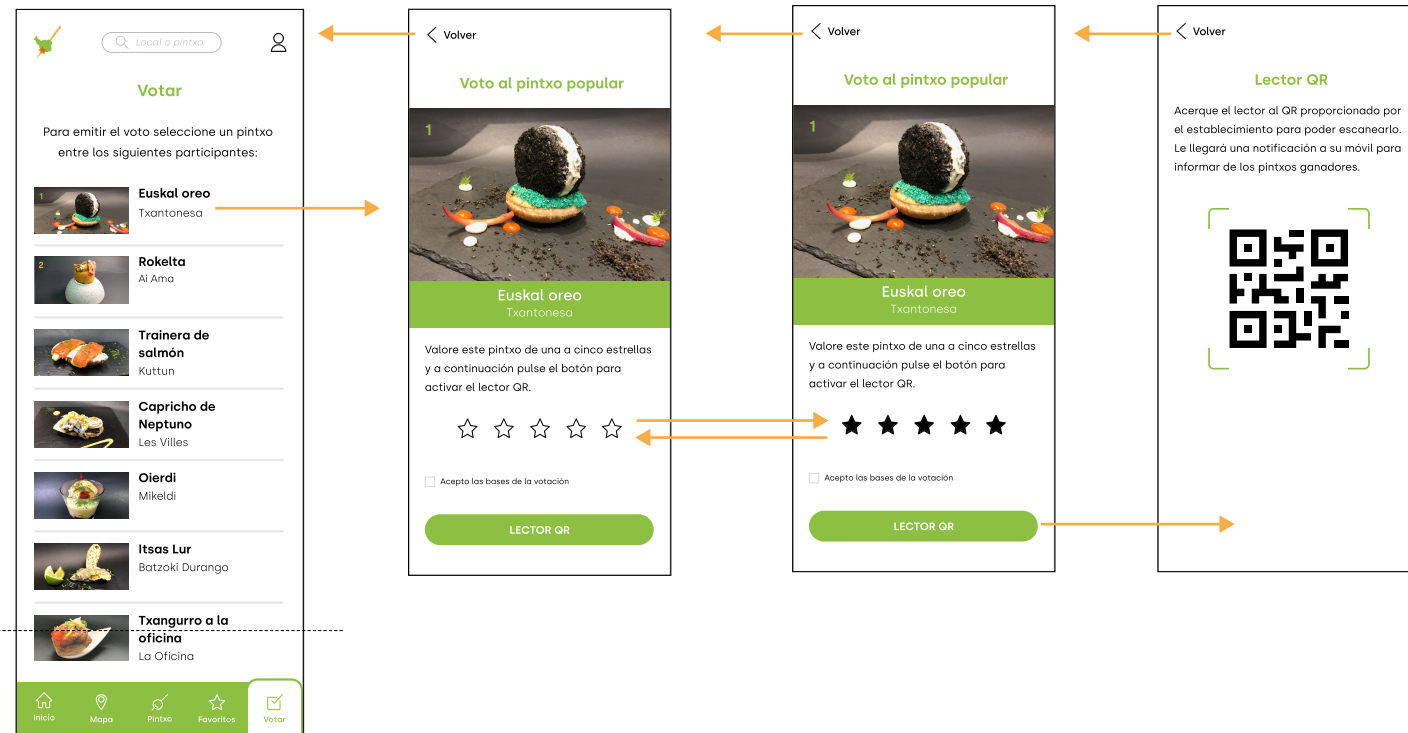 Local o pintxo
Votar
Para emitir el voto seleccione un pintxo
entre los siguientes participantes:
1
Euskal oreo
Txantonesa
2
Rokelta
Ai Ama
Trainera de
salmón
Kuttun
Capricho de
Neptuno
Les Villes
Oierdi
Mikeldi
Itsas Lur
Batzoki Durango
Txangurro a la
oficina
La Oficina
Inicio
Mapa
Pintxo
Favoritos
Votar
Volver
Voto al pintxo popular
1
Euskal oreo
Txantonesa
Valore este pintxo de una a cinco estrellas
y a continuación pulse el botón para
activar el lector QR.
Acepto las bases de la votación
LECTOR QR
Volver
Voto al pintxo popular
1
Euskal oreo
Txantonesa
Valore este pintxo de una a cinco estrellas
y a continuación pulse el botón para
activar el lector QR.
Acepto las bases de la votación
LECTOR QR
Volver
Lector QR
Acerque el lector al QR proporcionado por
el establecimiento para poder escanearlo.
Le llegará una notificación a su móvil para
informar de los pintxos ganadores.